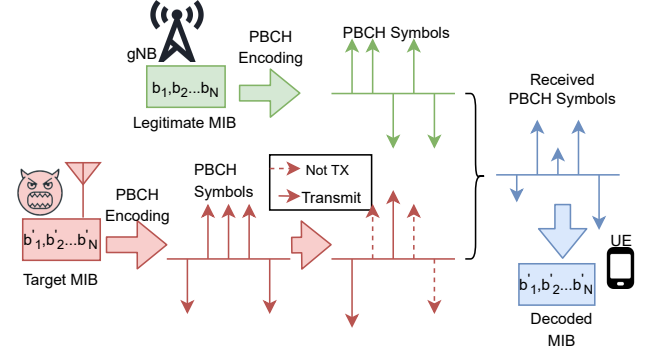 gNB
PBCH
Encoding
PBCH Symbols
b1,b2...bN
Legitimate MIB
Received
PBCH Symbols
PBCH
Encoding
PBCH
Symbols
Not TX
Transmit
b'1,b'2...b'N
Target MIB
UE
b'1,b'2...b'N
Decoded
MIB